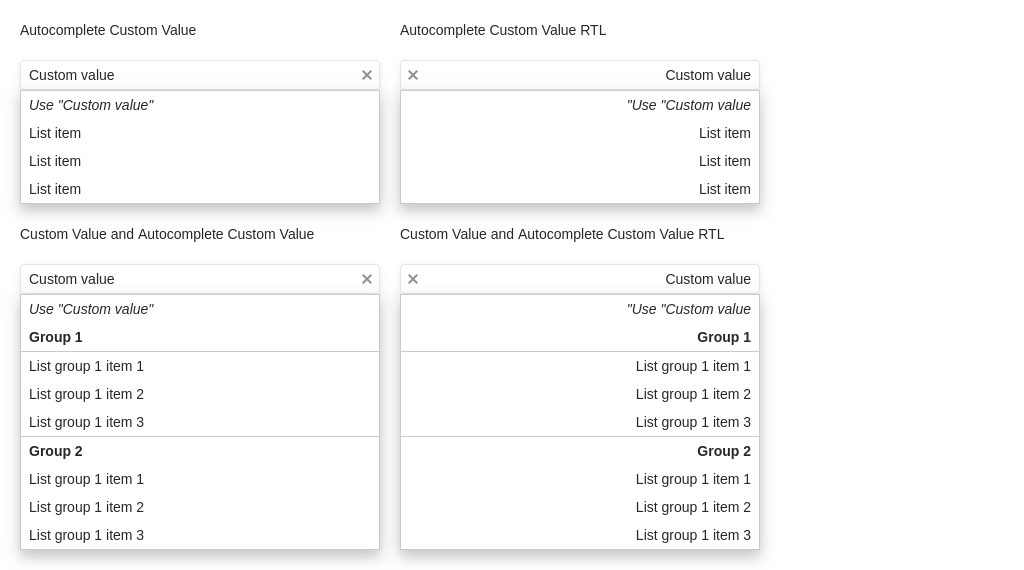 Autocomplete Custom Value
Custom value
Use "Custom value"
List item
List item
List item
Autocomplete Custom Value RTL
Custom value
"Use "Custom value
List item
List item
List item
Custom Value and Autocomplete Custom Value
Custom value
Use "Custom value"
Group 1
List group 1 item 1
List group 1 item 2
List group 1 item 3
Group 2
List group 1 item 1
List group 1 item 2
List group 1 item 3
Custom Value and Autocomplete Custom Value RTL
Custom value
"Use "Custom value
Group 1
List group 1 item 1
List group 1 item 2
List group 1 item 3
Group 2
List group 1 item 1
List group 1 item 2
List group 1 item 3